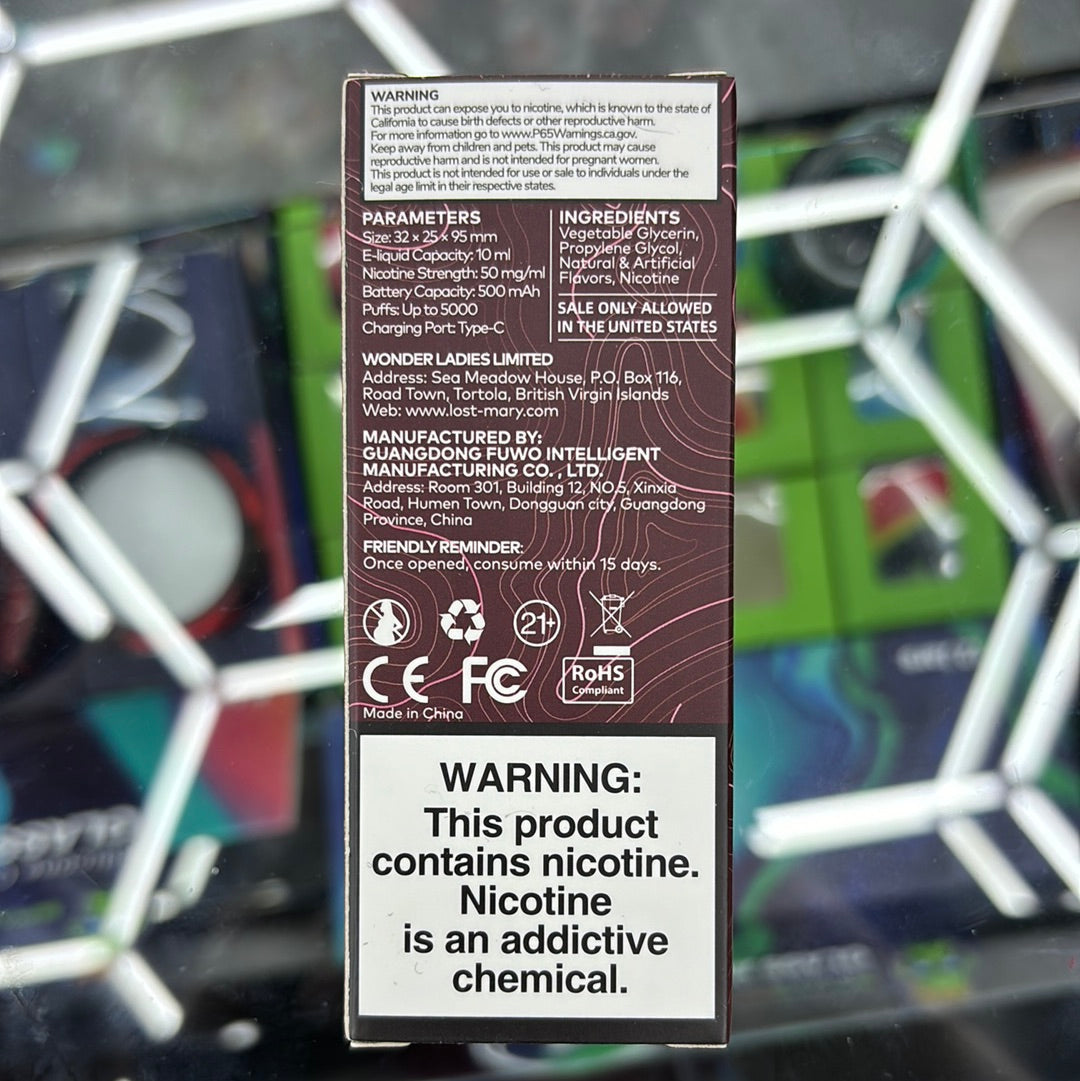 WARNING
This product can expose you to nicotine, which is known to the state of
California to cause birth defects or other reproductive harm.
For more information go to www.P65Warnings.ca.gov.
Keep away from children and pets. This product may cause
reproductive harm and is not intended for pregnant women.
This product is not intended for use or sale to individuals under the
legal age limit in their respective states.
PARAMETERS
Size: 32 × 25 × 95 mm
E-liquid Capacity: 10 ml
Nicotine Strength: 50 mg/ml
Battery Capacity: 500 mAh
Puffs: Up to 5000
Charging Port: Type-C
INGREDIENTS
Vegetable Glycerin,
Propylene Glycol,
Natural & Artificial
Flavors, Nicotine
SALE ONLY ALLOWED
IN THE UNITED STATES
WONDER LADIES LIMITED
Address: Sea Meadow House, P.O. Box 116,
Road Town, Tortola, British Virgin Islands
Web: www.lost-mary.com
MANUFACTURED BY:
GUANGDONG FUWO INTELLIGENT
MANUFACTURING CO. , LTD.
Address: Room 301, Building 12, NO.5, Xinxia
Road, Humen Town, Dongguan city, Guangdong
Province, China
FRIENDLY REMINDER:
Once opened, consume within 15 days.
21+
CE FC RoHS
Compliant
Made in China
WARNING:
This product
contains nicotine.
Nicotine
is an addictive
chemical.